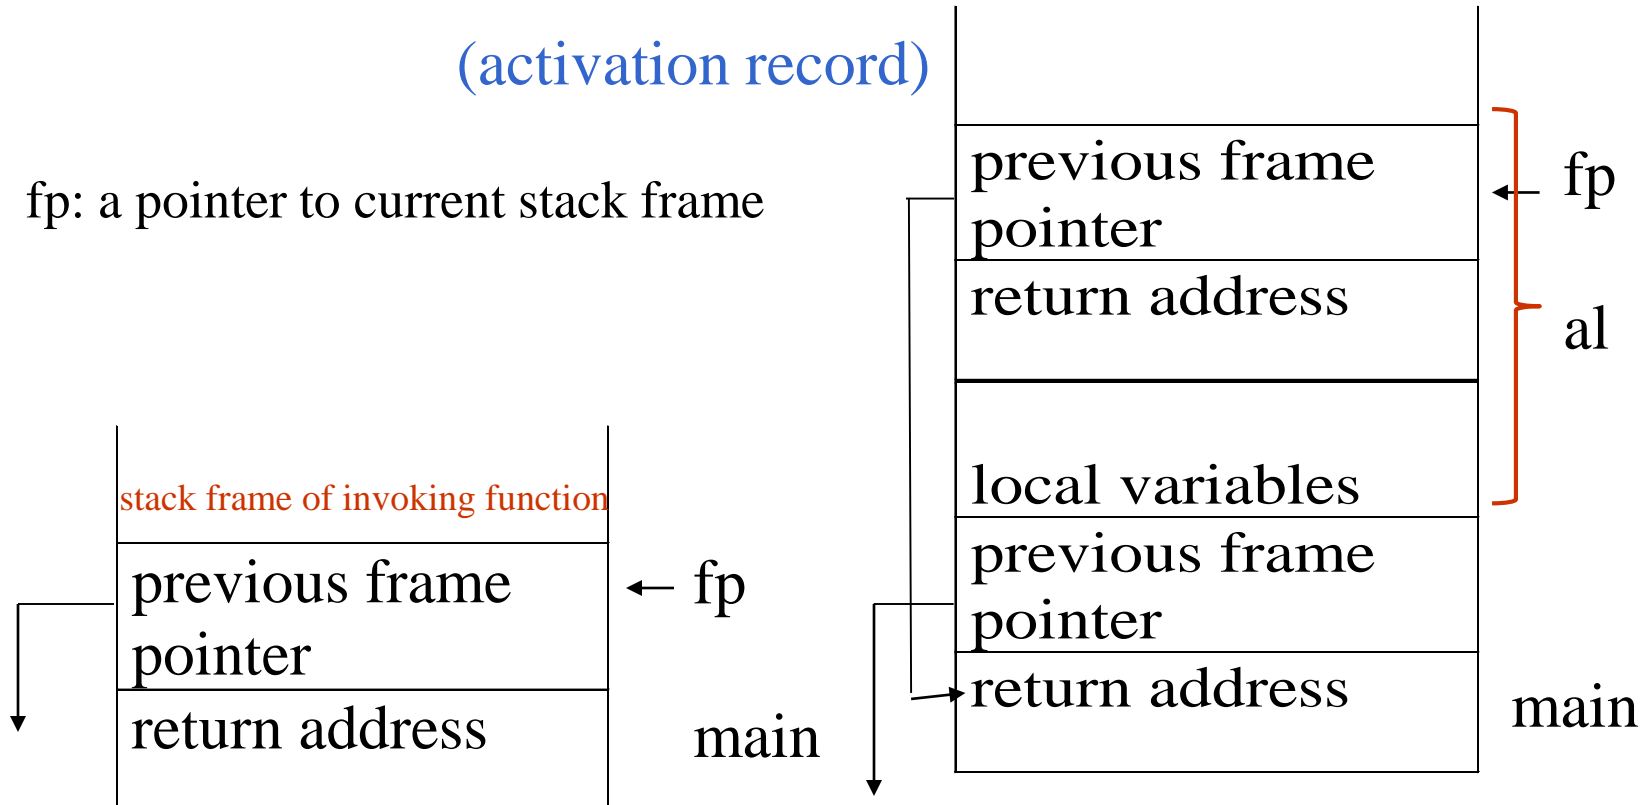 (activation record)
fp: a pointer to current stack frame
stack frame of invoking function
previous frame
pointer
return address
fp
main
previous frame
pointer
return address
local variables
previous frame
pointer
return address
fp
al
main